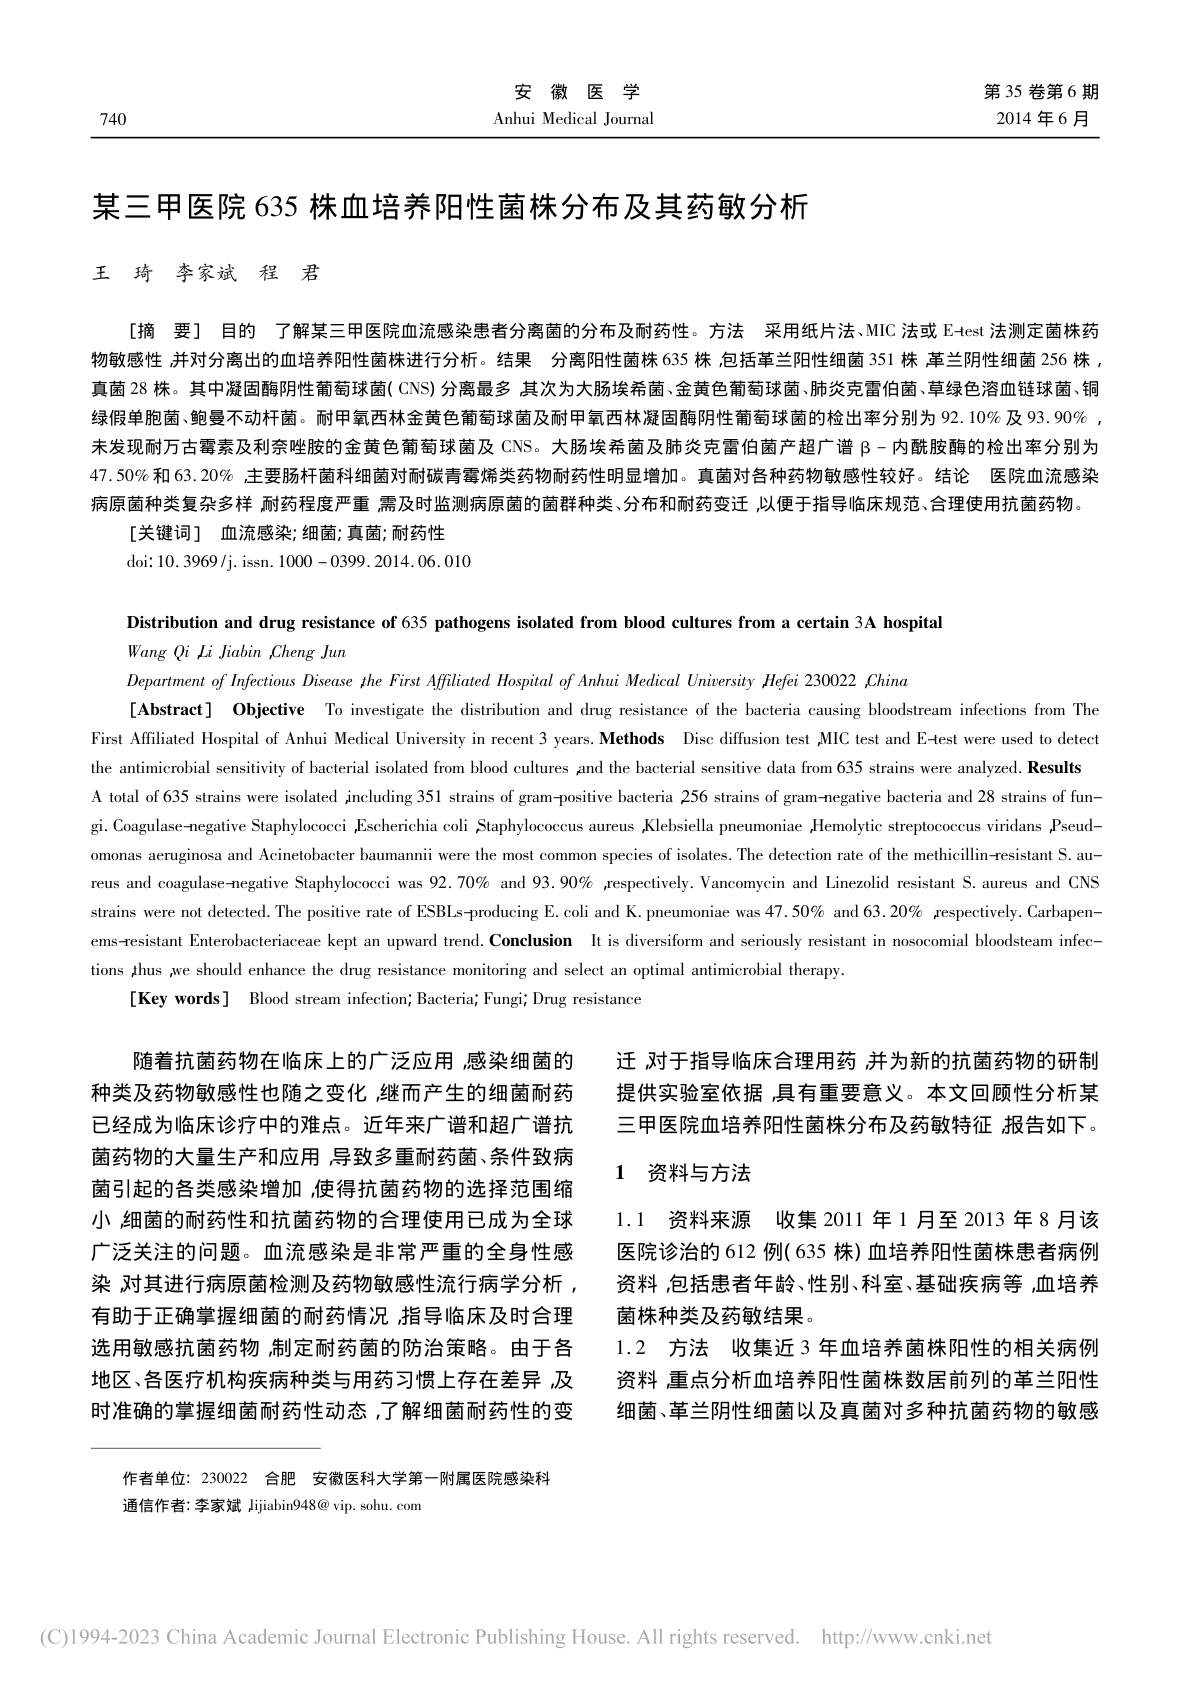 安 徽 医 学
第 35 卷第 6 期
740
Anhui Medical Journal
2014 年 6 月
某三甲医院 635 株血培养阳性菌株分布及其药敏分析
王 琦 李家斌 程 君
[摘 要] 目的 了解某三甲医院血流感染患者分离菌的分布及耐药性。方法 采用纸片法、MIC 法或 E-test 法测定菌株药
物敏感性,并对分离出的血培养阳性菌株进行分析。结果 分离阳性菌株 635 株,包括革兰阳性细菌 351 株,革兰阴性细菌 256 株,
真菌 28 株。其中凝固酶阴性葡萄球菌( CNS) 分离最多,其次为大肠埃希菌、金黄色葡萄球菌、肺炎克雷伯菌、草绿色溶血链球菌、铜
绿假单胞菌、鲍曼不动杆菌。耐甲氧西林金黄色葡萄球菌及耐甲氧西林凝固酶阴性葡萄球菌的检出率分别为 92. 10% 及 93. 90% ,
未发现耐万古霉素及利奈唑胺的金黄色葡萄球菌及 CNS。大肠埃希菌及肺炎克雷伯菌产超广谱 β - 内酰胺酶的检出率分别为
47. 50% 和 63. 20% ,主要肠杆菌科细菌对耐碳青霉烯类药物耐药性明显增加。真菌对各种药物敏感性较好。结论 医院血流感染
病原菌种类复杂多样,耐药程度严重,需及时监测病原菌的菌群种类、分布和耐药变迁,以便于指导临床规范、合理使用抗菌药物。
[关键词] 血流感染; 细菌; 真菌; 耐药性
doi: 10. 3969 /j. issn. 1000 - 0399. 2014. 06. 010
Distribution and drug resistance of 635 pathogens isolated from blood cultures from a certain 3A hospital
Wang Qi ,Li Jiabin ,Cheng Jun
Department of Infectious Disease ,the First Affiliated Hospital of Anhui Medical University ,Hefei 230022 ,China
[Abstract] Objective To investigate the distribution and drug resistance of the bacteria causing bloodstream infections from The
First Affiliated Hospital of Anhui Medical University in recent 3 years. Methods Disc diffusion test ,MIC test and E-test were used to detect
the antimicrobial sensitivity of bacterial isolated from blood cultures ,and the bacterial sensitive data from 635 strains were analyzed. Results
A total of 635 strains were isolated ,including 351 strains of gram-positive bacteria ,256 strains of gram-negative bacteria and 28 strains of fun-
gi. Coagulase-negative Staphylococci ,Escherichia coli ,Staphylococcus aureus ,Klebsiella pneumoniae ,Hemolytic streptococcus viridans ,Pseud-
omonas aeruginosa and Acinetobacter baumannii were the most common species of isolates. The detection rate of the methicillin-resistant S. au-
reus and coagulase-negative Staphylococci was 92. 70% and 93. 90% ,respectively. Vancomycin and Linezolid resistant S. aureus and CNS
strains were not detected. The positive rate of ESBLs-producing E. coli and K. pneumoniae was 47. 50% and 63. 20% ,respectively. Carbapen-
ems-resistant Enterobacteriaceae kept an upward trend. Conclusion It is diversiform and seriously resistant in nosocomial bloodsteam infec-
tions ,thus ,we should enhance the drug resistance monitoring and select an optimal antimicrobial therapy.
[Key words] Blood stream infection; Bacteria; Fungi; Drug resistance
随着抗菌药物在临床上的广泛应用,感染细菌的
种类及药物敏感性也随之变化,继而产生的细菌耐药
已经成为临床诊疗中的难点。近年来广谱和超广谱抗
菌药物的大量生产和应用,导致多重耐药菌、条件致病
菌引起的各类感染增加,使得抗菌药物的选择范围缩
小,细菌的耐药性和抗菌药物的合理使用已成为全球
广泛关注的问题。血流感染是非常严重的全身性感
染,对其进行病原菌检测及药物敏感性流行病学分析,
有助于正确掌握细菌的耐药情况,指导临床及时合理
选用敏感抗菌药物,制定耐药菌的防治策略。由于各
地区、各医疗机构疾病种类与用药习惯上存在差异,及
时准确的掌握细菌耐药性动态,了解细菌耐药性的变
迁,对于指导临床合理用药,并为新的抗菌药物的研制
提供实验室依据,具有重要意义。本文回顾性分析某
三甲医院血培养阳性菌株分布及药敏特征,报告如下。
1 资料与方法
1. 1 资料来源 收集 2011 年 1 月至 2013 年 8 月该
医院诊治的 612 例( 635 株) 血培养阳性菌株患者病例
资料,包括患者年龄、性别、科室、基础疾病等,血培养
菌株种类及药敏结果。
1. 2 方法 收集近 3 年血培养菌株阳性的相关病例
资料,重点分析血培养阳性菌株数居前列的革兰阳性
细菌、革兰阴性细菌以及真菌对多种抗菌药物的敏感
作者单位: 230022 合肥 安徽医科大学第一附属医院感染科
通信作者: 李家斌,lijiabin948@ vip. sohu. com
(C)1994-2023 China Academic Journal Electronic Publishing House. All rights reserved. http://www.cnki.net